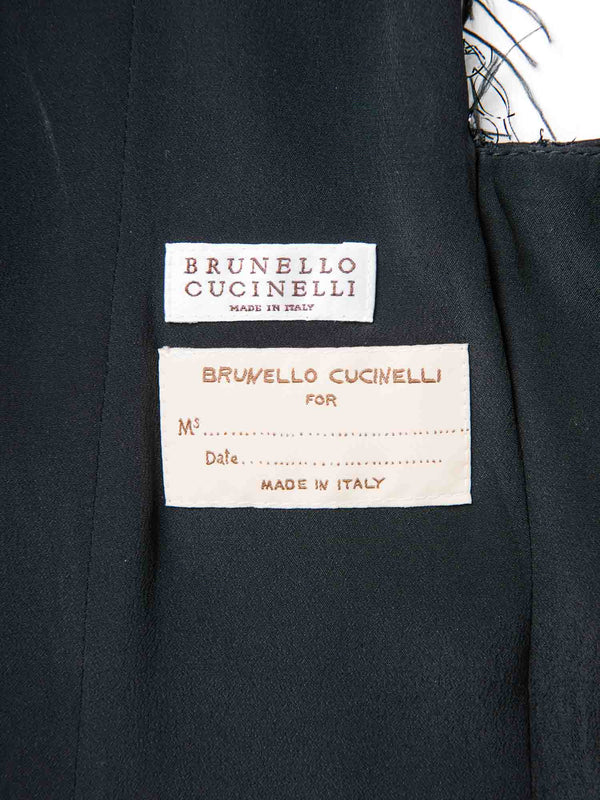 BRUNELLO
CUCINELLI
MADE IN ITALY
BRUNELLO CUCINELLI
FOR
Ms..............................................
Date...................................
MADE IN ITALY